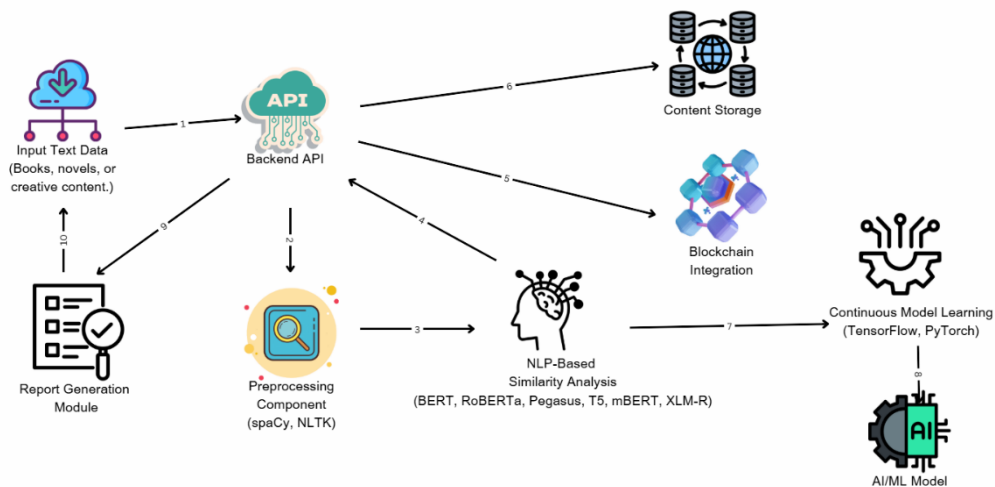 API
6
Content Storage
1
Input Text Data
(Books, novels, or
creative content.)
Backend API
5
9
4
10
2
Blockchain
Integration
Continuous Model Learning
(TensorFlow, PyTorch)
3
7
NLP-Based
Similarity Analysis
(BERT, RoBERTa, Pegasus, T5, mBERT, XLM-R)
Report Generation
Module
Preprocessing
Component
(spaCy, NLTK)
8
AI
AI/ML Model